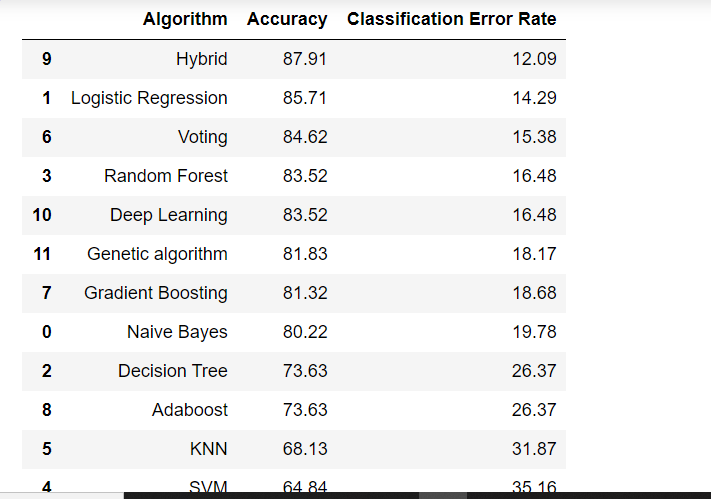 Algorithm Accuracy Classification Error Rate
9 Hybrid 87.91 12.09
1 Logistic Regression 85.71 14.29
6 Voting 84.62 15.38
3 Random Forest 83.52 16.48
10 Deep Learning 83.52 16.48
11 Genetic algorithm 81.83 18.17
7 Gradient Boosting 81.32 18.68
0 Naive Bayes 80.22 19.78
2 Decision Tree 73.63 26.37
8 Adaboost 73.63 26.37
5 KNN 68.13 31.87
4 SVM 64.84 35.16